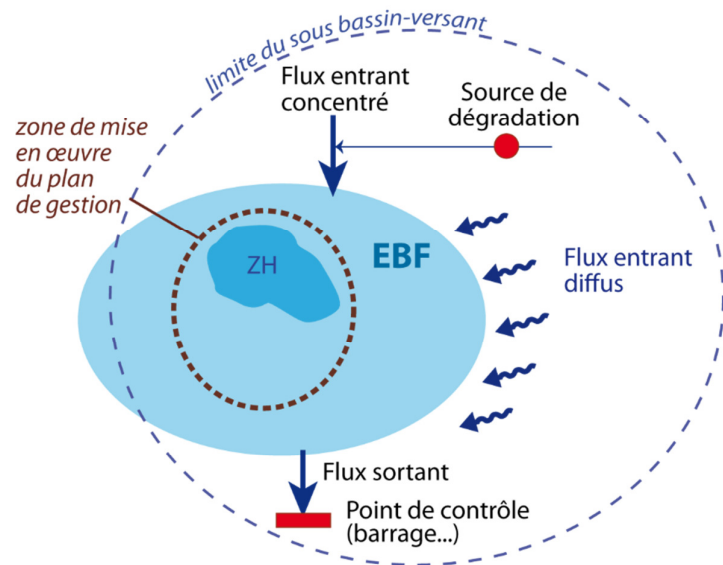 limite du sous bassin-versant
Flux entrant
concentré
Source de
dégradation
zone de mise
en œuvre
du plan
de gestion
ZH
EBF
Flux entrant
diffus
Flux sortant
Point de contrôle
(barrage...)